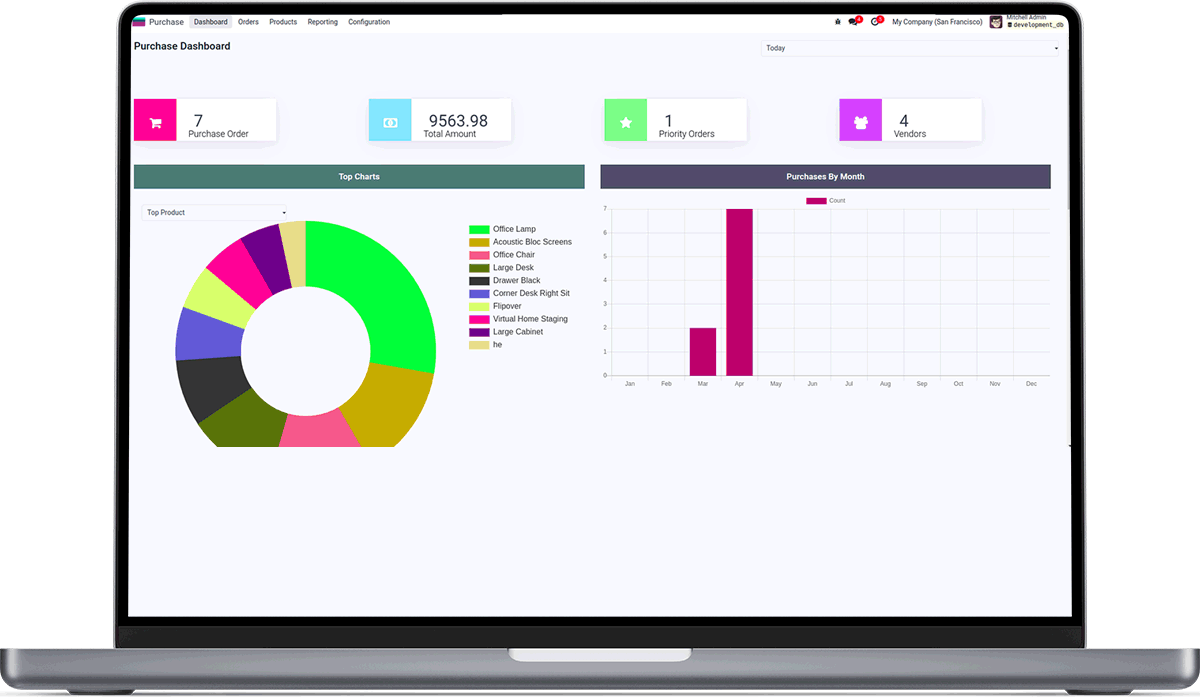 Purchase Dashboard Orders Products Reporting Configuration 4 5 My Company (San Francisco) Mitchell Admin
development_db
Purchase Dashboard
Today
7
Purchase Order
9563.98
Total Amount
1
Priority Orders
4
Vendors
Top Charts
Purchases By Month
Top Product
Office Lamp
Acoustic Bloc Screens
Office Chair
Large Desk
Drawer Black
Corner Desk Right Sit
Flipover
Virtual Home Staging
Large Cabinet
he
Count
7
6
5
4
3
2
1
0
Jan Feb Mar Apr May Jun Jul Aug Sep Oct Nov Dec